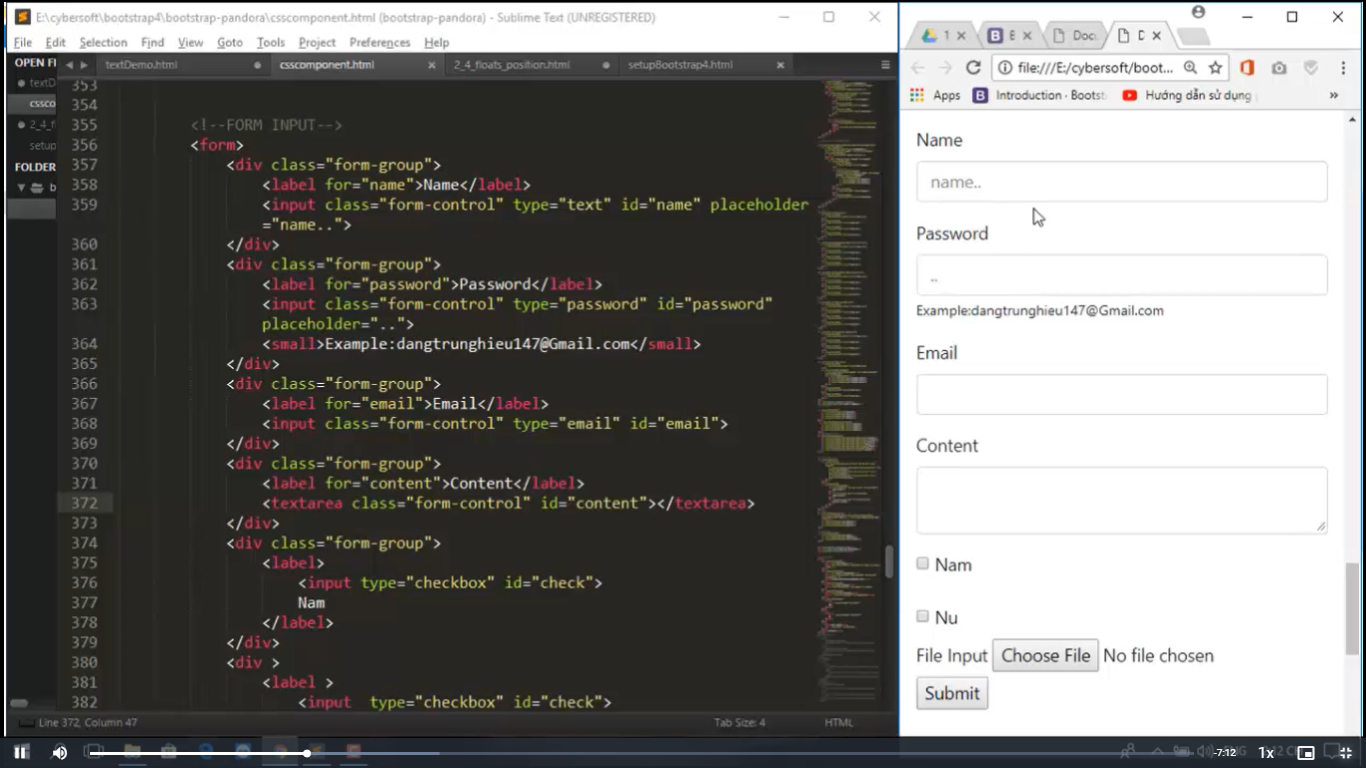 E:\cybersoft\bootstrap4\bootstrap-pandora\csscomponent.html (bootstrap-pandora) - Sublime Text (UNREGISTERED)
File Edit Selection Find View Goto Tools Project Preferences Help
OPEN FI
textDemo.html
csscomponent.html
2_4_floats_position.html
setupBootstrap4.html
textD
cssco
2_4_f
setup
FOLDER
b
353
354
355 <!--FORM INPUT-->
356 <form>
357 <div class="form-group">
358 <label for="name">Name</label>
359 <input class="form-control" type="text" id="name" placeholder
="name..">
360 </div>
361 <div class="form-group">
362 <label for="password">Password</label>
363 <input class="form-control" type="password" id="password"
placeholder="..">
364 <small>Example:dangtrunghieu147@Gmail.com</small>
365 </div>
366 <div class="form-group">
367 <label for="email">Email</label>
368 <input class="form-control" type="email" id="email">
369 </div>
370 <div class="form-group">
371 <label for="content">Content</label>
372 <textarea class="form-control" id="content"></textarea>
373 </div>
374 <div class="form-group">
375 <label>
376 <input type="checkbox" id="check">
377 Nam
378 </label>
379 </div>
380 <div >
381 <label >
382 <input  type="checkbox" id="check">
Line 372, Column 47
Tab Size: 4
HTML
1
E
Doc
D
file:///E:/cybersoft/boot...
Apps
Introduction · Bootst
Hướng dẫn sử dụng
»
Name
name..
Password
..
Example:dangtrunghieu147@Gmail.com
Email
Content
Nam
Nu
File Input Choose File No file chosen
Submit
-7:12
1x